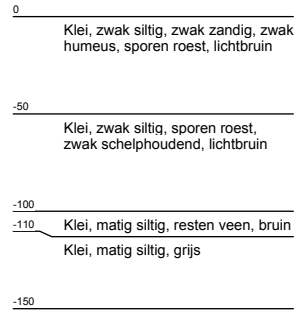 0
Klei, zwak siltig, zwak zandig, zwak
humeus, sporen roest, lichtbruin
-50
Klei, zwak siltig, sporen roest,
zwak schelphoudend, lichtbruin
-100
-110 Klei, matig siltig, resten veen, bruin
Klei, matig siltig, grijs
-150